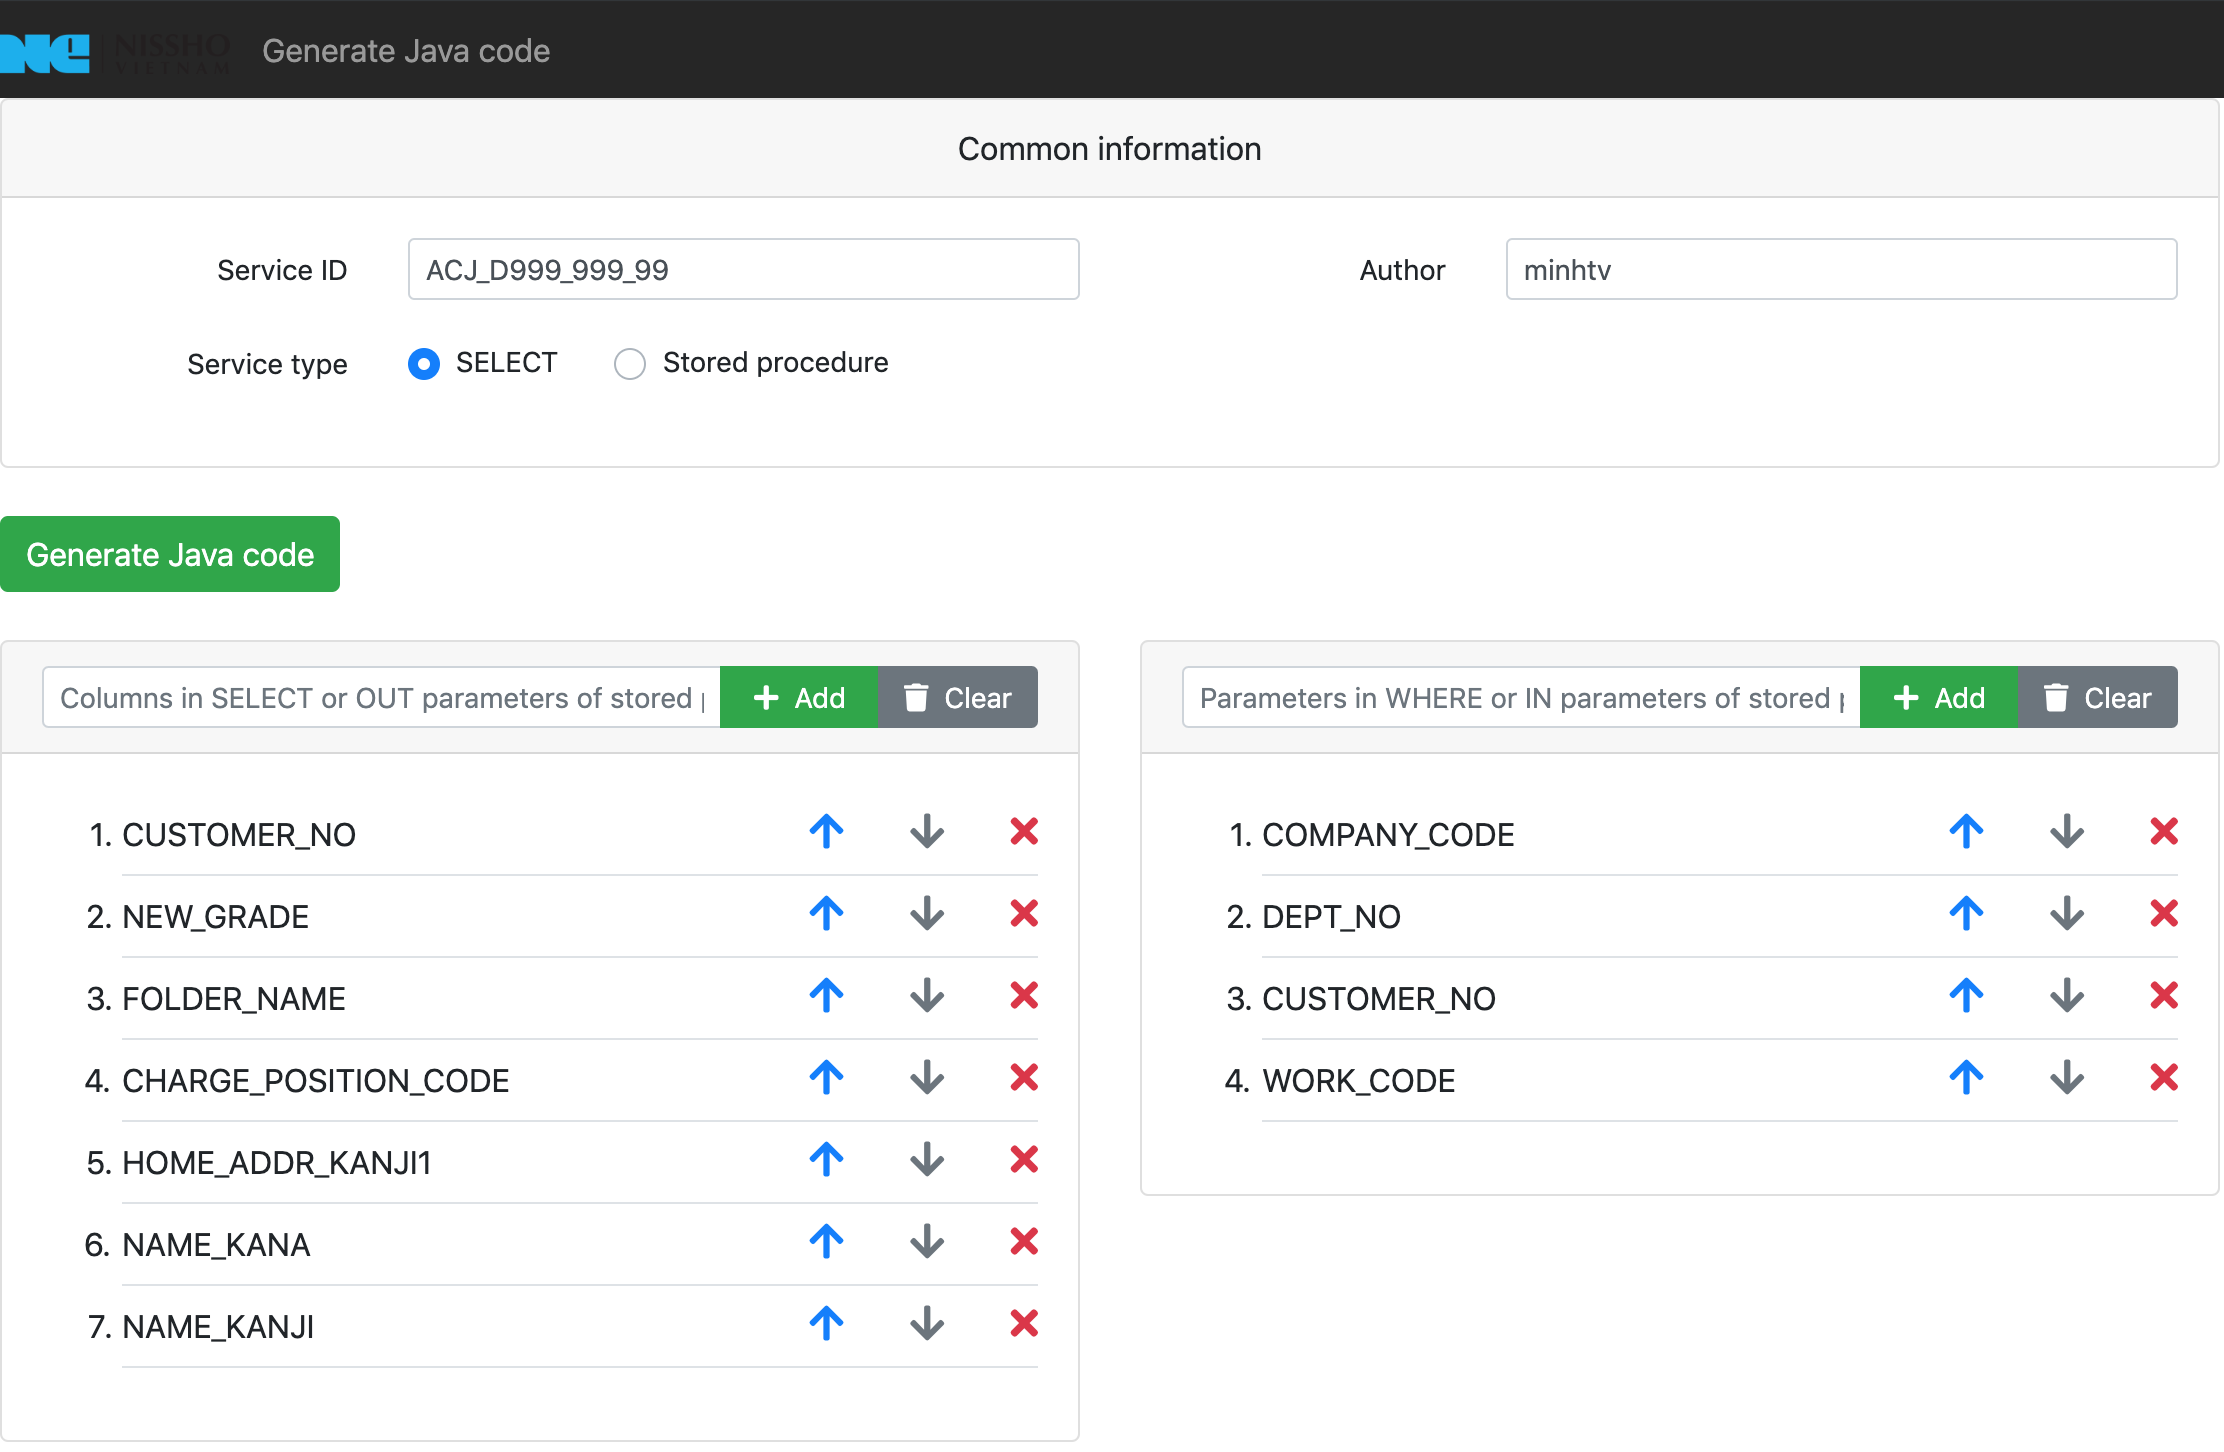 NISSHO
VIETNAM
Generate Java code
Common information
Service ID
ACJ_D999_999_99
Author
minhtv
Service type
SELECT
Stored procedure
Generate Java code
Columns in SELECT or OUT parameters of stored
Add
Clear
Parameters in WHERE or IN parameters of stored
Add
Clear
1. CUSTOMER_NO
2. NEW_GRADE
3. FOLDER_NAME
4. CHARGE_POSITION_CODE
5. HOME_ADDR_KANJI1
6. NAME_KANA
7. NAME_KANJI
1. COMPANY_CODE
2. DEPT_NO
3. CUSTOMER_NO
4. WORK_CODE